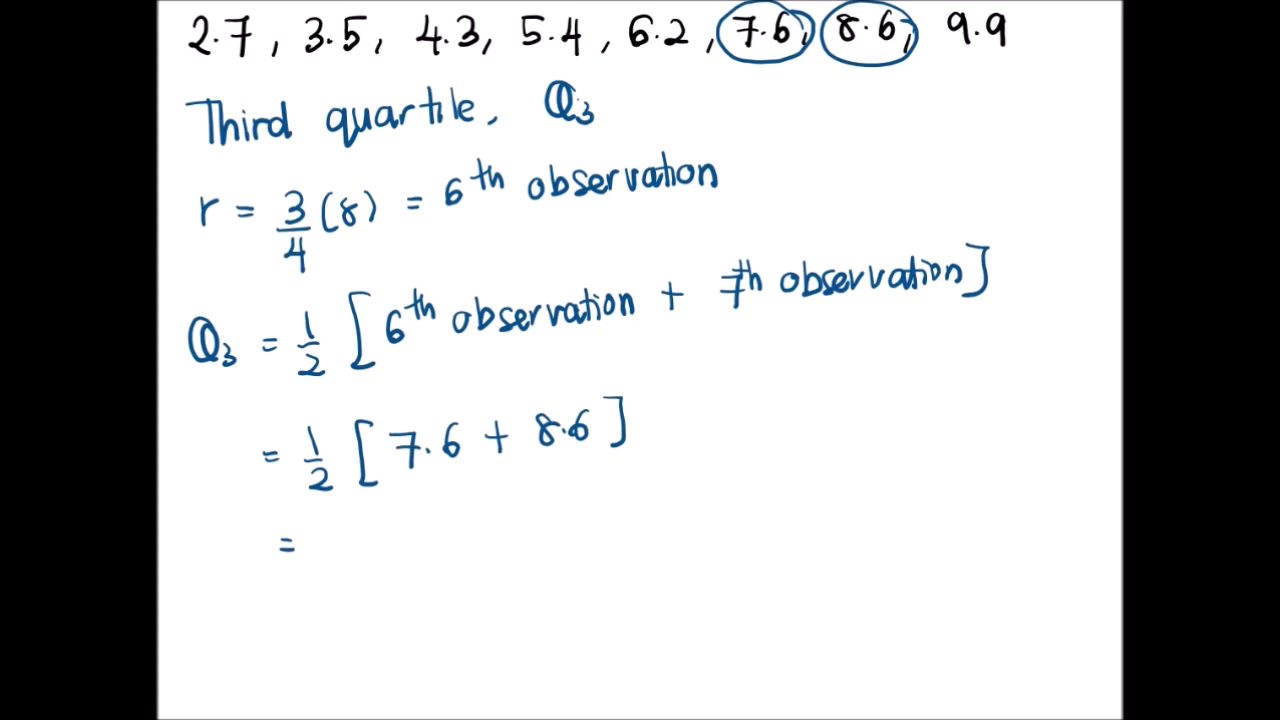 2.7, 3.5, 4.3, 5.4, 6.2, 7.6, 8.6, 9.9
Third quartile, Q₃
r = 3/4 (8) = 6th observation
Q₃ = 1/2 [6th observation + 7th observation]
= 1/2 [7.6 + 8.6]
=